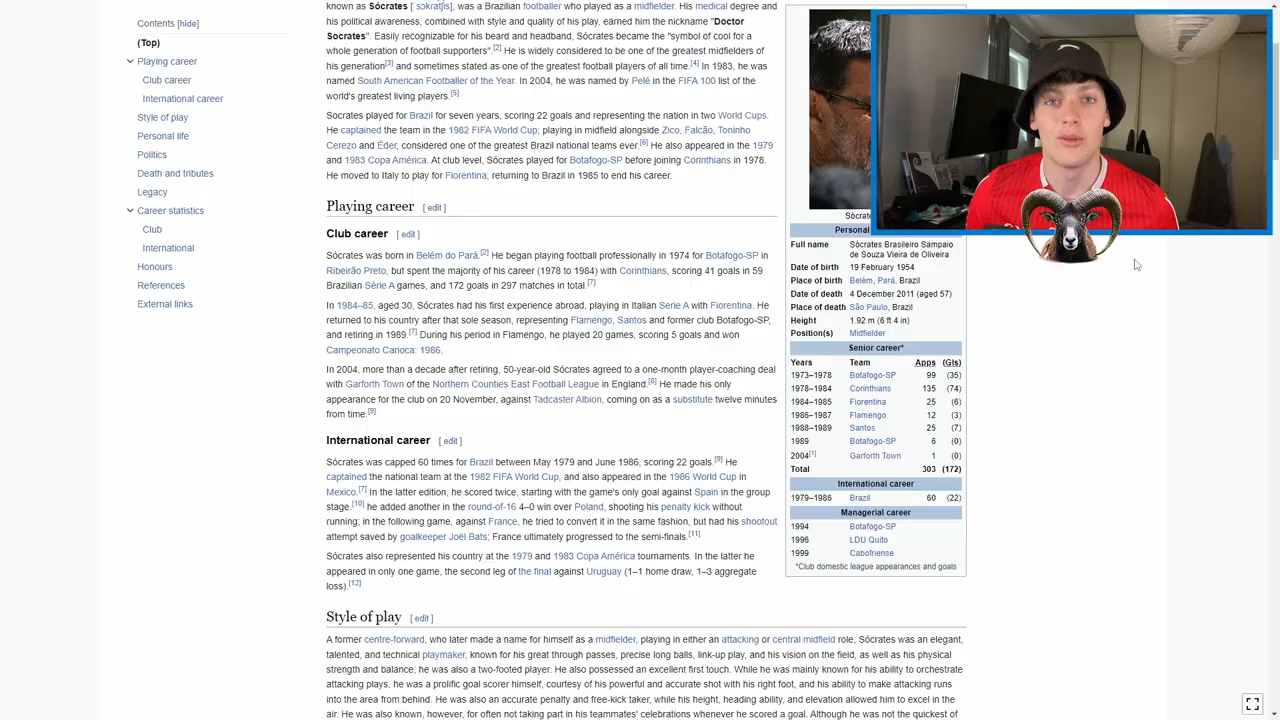 Contents [hide]
(Top)
Playing career
Club career
International career
Style of play
Personal life
Politics
Death and tributes
Legacy
Career statistics
Club
International
Honours
References
External links
known as Sócrates [ˈsɔkɾatʃis], was a Brazilian footballer who played as a midfielder. His medical degree and
his political awareness, combined with style and quality of his play, earned him the nickname "Doctor
Socrates". Easily recognizable for his beard and headband, Sócrates became the "symbol of cool for a
whole generation of football supporters".[2] He is widely considered to be one of the greatest midfielders of
his generation[3] and sometimes stated as one of the greatest football players of all time.[4] In 1983, he was
named South American Footballer of the Year. In 2004, he was named by Pelé in the FIFA 100 list of the
world's greatest living players.[5]
Sócrates played for Brazil for seven years, scoring 22 goals and representing the nation in two World Cups.
He captained the team in the 1982 FIFA World Cup; playing in midfield alongside Zico, Falcão, Toninho
Cerezo and Éder, considered one of the greatest Brazil national teams ever.[6] He also appeared in the 1979
and 1983 Copa América. At club level, Sócrates played for Botafogo-SP before joining Corinthians in 1978.
He moved to Italy to play for Fiorentina, returning to Brazil in 1985 to end his career.
Playing career [ edit ]
Club career [ edit ]
Sócrates was born in Belém do Pará.[2] He began playing football professionally in 1974 for Botafogo-SP in
Ribeirão Preto, but spent the majority of his career (1978 to 1984) with Corinthians, scoring 41 goals in 59
Brazilian Série A games, and 172 goals in 297 matches in total.[7]
In 1984–85, aged 30, Sócrates had his first experience abroad, playing in Italian Serie A with Fiorentina. He
returned to his country after that sole season, representing Flamengo, Santos and former club Botafogo-SP,
and retiring in 1989.[7] During his period in Flamengo, he played 20 games, scoring 5 goals and won
Campeonato Carioca: 1986.
In 2004, more than a decade after retiring, 50-year-old Sócrates agreed to a one-month player-coaching deal
with Garforth Town of the Northern Counties East Football League in England.[8] He made his only
appearance for the club on 20 November, against Tadcaster Albion, coming on as a substitute twelve minutes
from time.[9]
International career [ edit ]
Sócrates was capped 60 times for Brazil between May 1979 and June 1986, scoring 22 goals.[9] He
captained the national team at the 1982 FIFA World Cup, and also appeared in the 1986 World Cup in
Mexico.[7] In the latter edition, he scored twice, starting with the game's only goal against Spain in the group
stage.[10] he added another in the round-of-16 4–0 win over Poland, shooting his penalty kick without
running; in the following game, against France, he tried to convert it in the same fashion, but had his shootout
attempt saved by goalkeeper Joël Bats; France ultimately progressed to the semi-finals.[11]
Sócrates also represented his country at the 1979 and 1983 Copa América tournaments. In the latter he
appeared in only one game, the second leg of the final against Uruguay (1–1 home draw, 1–3 aggregate
loss).[12]
Style of play [ edit ]
A former centre-forward, who later made a name for himself as a midfielder, playing in either an attacking or central midfield role, Sócrates was an elegant,
talented, and technical playmaker, known for his great through passes, precise long balls, link-up play, and his vision on the field, as well as his physical
strength and balance; he was also a two-footed player. He also possessed an excellent first touch. While he was mainly known for his ability to orchestrate
attacking plays, he was a prolific goal scorer himself, courtesy of his powerful and accurate shot with his right foot, and his ability to make attacking runs
into the area from behind. He was also an accurate penalty and free-kick taker, while his height, heading ability, and elevation allowed him to excel in the
air. He was also known, however, for often not taking part in his teammates' celebrations whenever he scored a goal. Although he was not the quickest of
Sócra
Personal
Full name Sócrates Brasileiro Sampaio
de Souza Vieira de Oliveira
Date of birth 19 February 1954
Place of birth Belém, Pará, Brazil
Date of death 4 December 2011 (aged 57)
Place of death São Paulo, Brazil
Height 1.92 m (6 ft 4 in)
Position(s) Midfielder
Senior career*
Years Team Apps (Gls)
1973–1978 Botafogo-SP 99 (35)
1978–1984 Corinthians 135 (74)
1984–1985 Fiorentina 25 (6)
1986–1987 Flamengo 12 (3)
1988–1989 Santos 25 (7)
1989 Botafogo-SP 6 (0)
2004[1] Garforth Town 1 (0)
Total 303 (172)
International career
1979–1986 Brazil 60 (22)
Managerial career
1994 Botafogo-SP
1996 LDU Quito
1999 Cabofriense
*Club domestic league appearances and goals